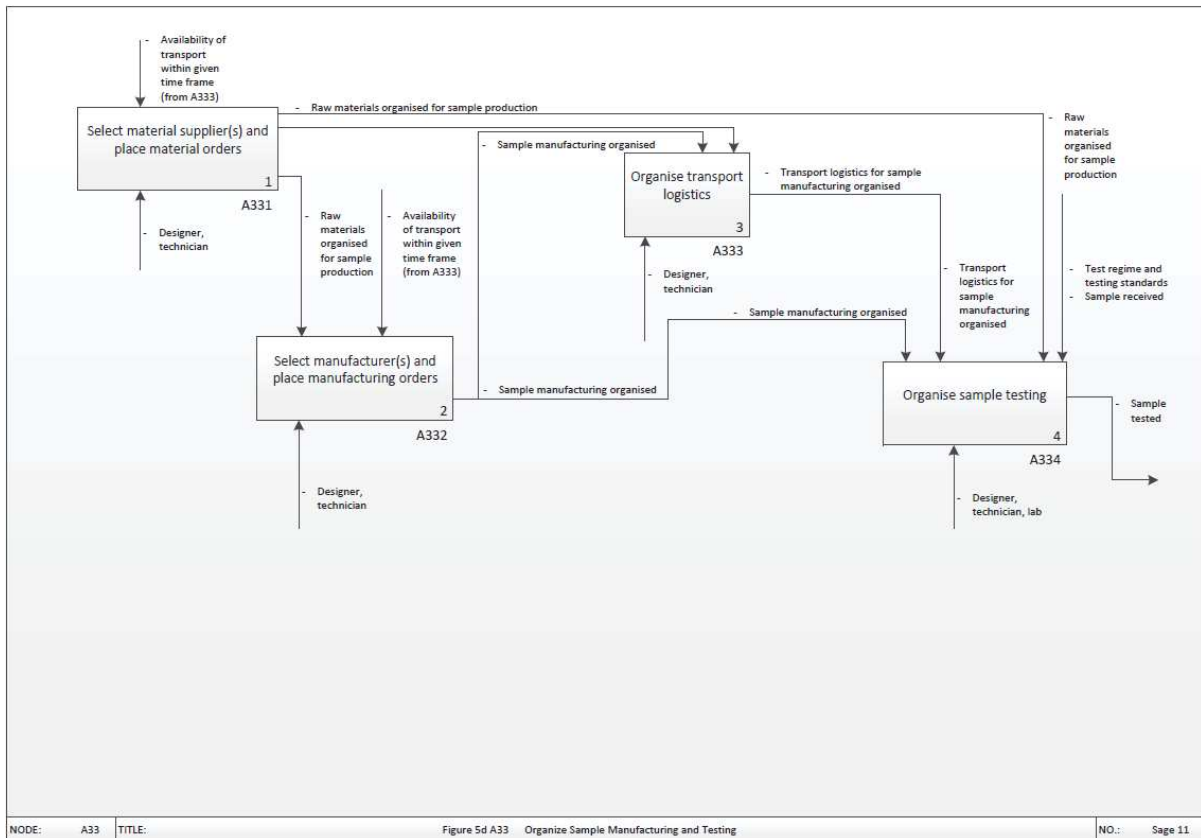 - Availability of
transport
within given
time frame
(from A333)
Select material supplier(s) and
place material orders
1
A331
- Designer,
technician
- Raw materials organised for sample production
- Sample manufacturing organised
- Raw
materials
organised
for sample
production
- Availability
of transport
within given
time frame
(from A333)
Organise transport
logistics
3
A333
- Designer,
technician
- Transport logistics for sample
manufacturing organised
- Raw
materials
organised
for sample
production
- Transport
logistics for
sample
manufacturing
organised
- Test regime and
testing standards
- Sample received
- Sample manufacturing organised
Select manufacturer(s) and
place manufacturing orders
2
A332
- Sample manufacturing organised
- Designer,
technician
Organise sample testing
4
A334
- Sample
tested
- Designer,
technician, lab
NODE: A33 TITLE: Figure 5d A33 Organize Sample Manufacturing and Testing NO.: Sage 11